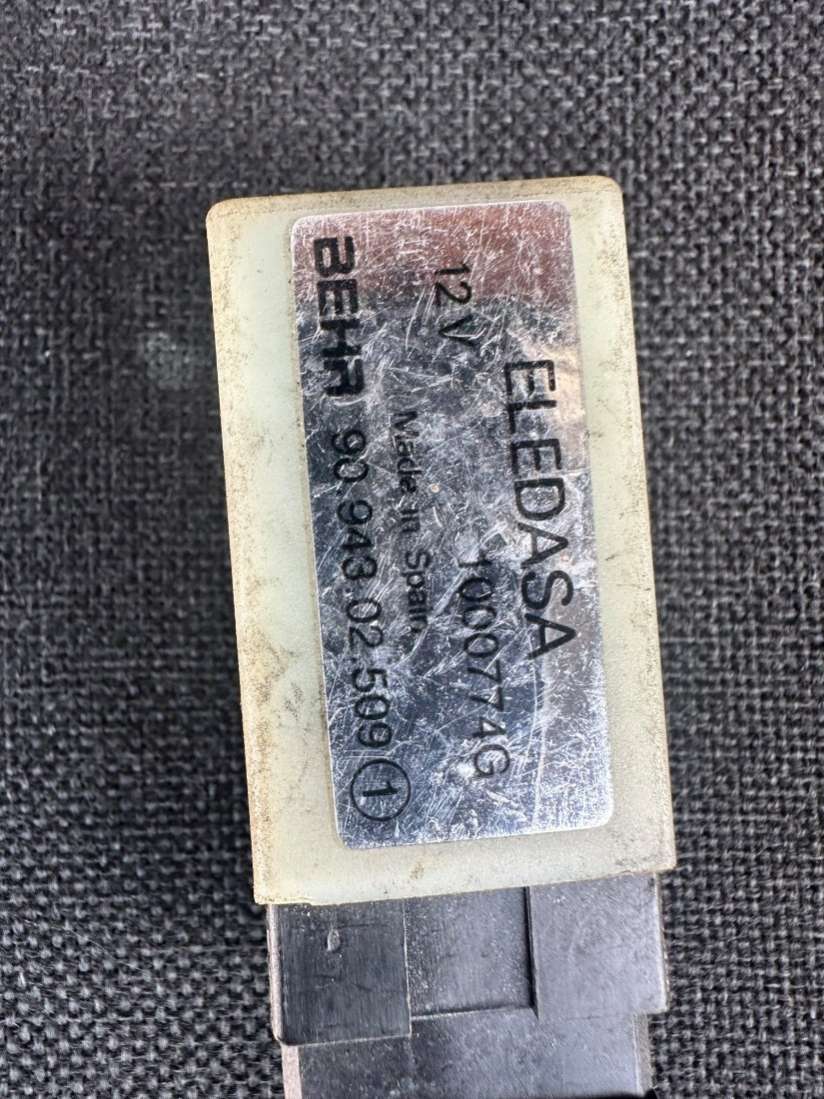 ELEDASA
12 V 1000774G
Made in Spain.
BEHR 90.943.02.509 1